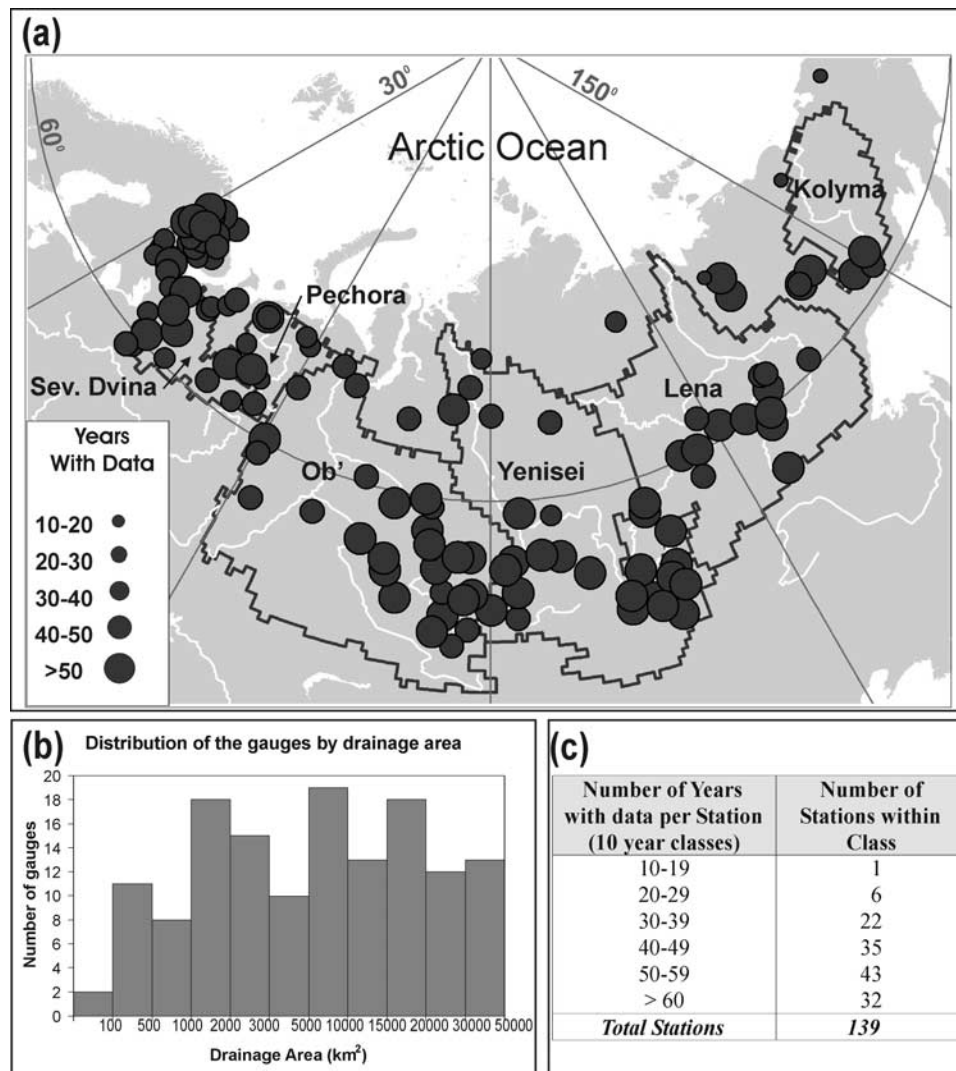 (a)
30⁰
150⁰
60⁰
Arctic Ocean
Kolyma
Pechora
Sev. Dvina
Lena
Ob'
Yenisei
Years
With Data
10-20
20-30
30-40
40-50
>50
(b)
Distribution of the gauges by drainage area
Number of gauges
20
18
16
14
12
10
8
6
4
2
0
100 500 1000 2000 3000 5000 10000 15000 20000 30000 50000
Drainage Area (km²)
(c)
Number of Years Number of
with data per Station Stations within
(10 year classes) Class
10-19 1
20-29 6
30-39 22
40-49 35
50-59 43
> 60 32
Total Stations 139